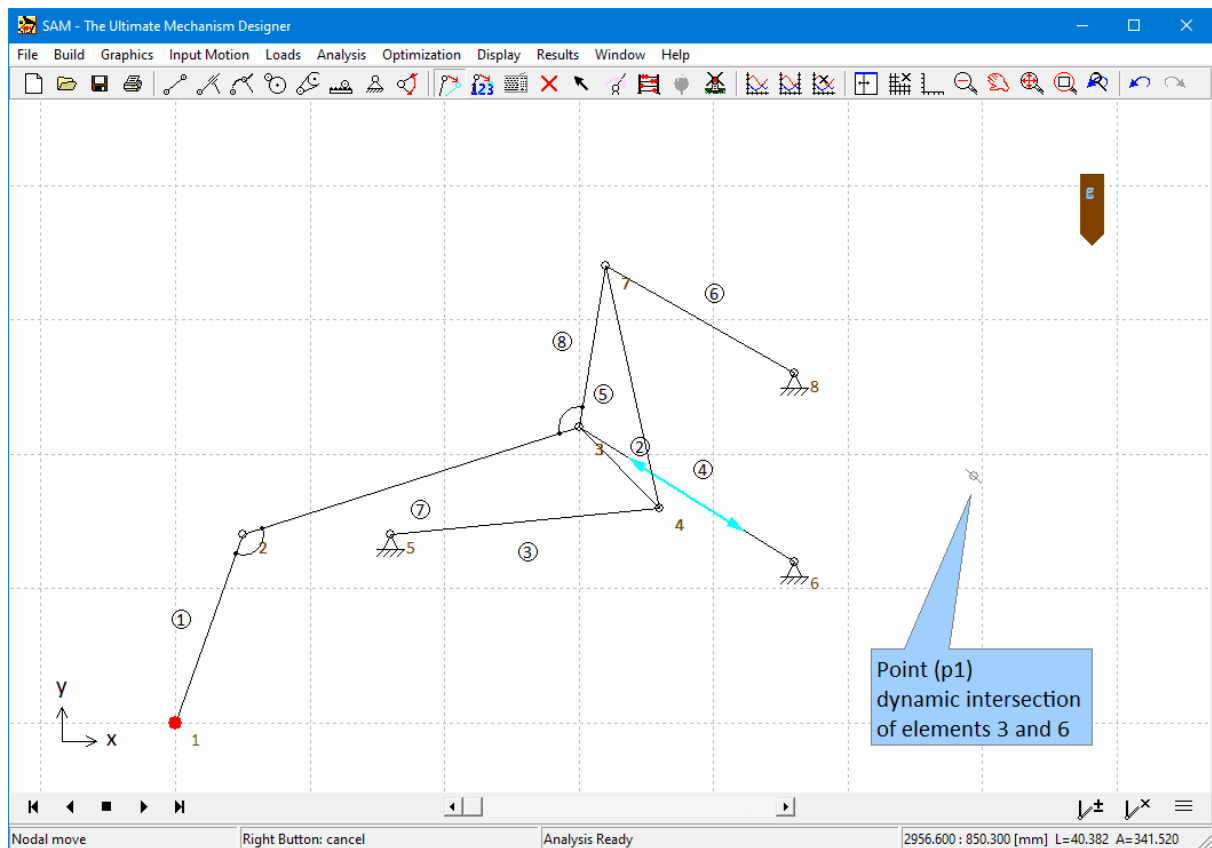 SAM - The Ultimate Mechanism Designer
File Build Graphics Input Motion Loads Analysis Optimization Display Results Window Help
123
g
7
6
8
8
5
3
2
4
7
4
2
5
3
6
1
Point (p1)
dynamic intersection
of elements 3 and 6
y
x
1
Nodal move Right Button: cancel Analysis Ready 2956.600 : 850.300 [mm] L=40.382 A=341.520